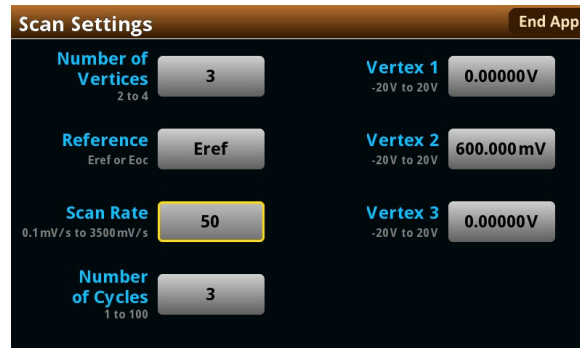 Scan Settings
End App
Number of
Vertices
2 to 4
3
Reference
Eref or Eoc
Eref
Scan Rate
0.1mV/s to 3500mV/s
50
Number
of Cycles
1 to 100
3
Vertex 1
-20V to 20V
0.00000V
Vertex 2
-20V to 20V
600.000mV
Vertex 3
-20V to 20V
0.00000V